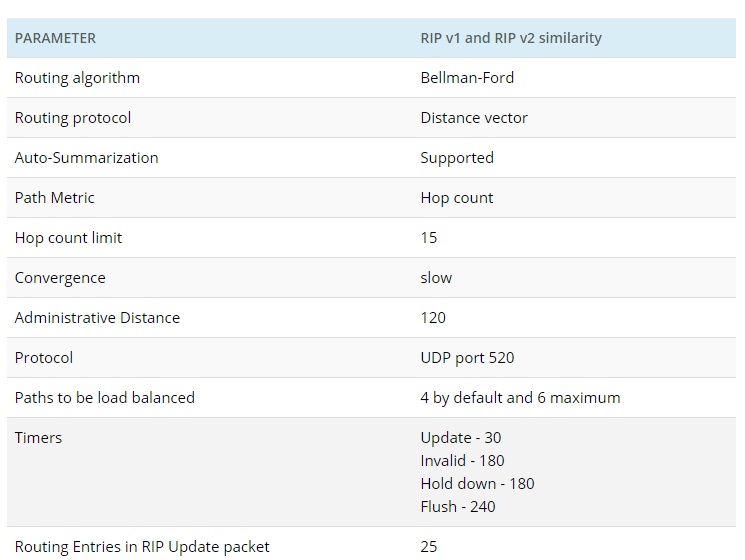 PARAMETER RIP v1 and RIP v2 similarity
Routing algorithm Bellman-Ford
Routing protocol Distance vector
Auto-Summarization Supported
Path Metric Hop count
Hop count limit 15
Convergence slow
Administrative Distance 120
Protocol UDP port 520
Paths to be load balanced 4 by default and 6 maximum
Timers Update - 30
Invalid - 180
Hold down - 180
Flush - 240
Routing Entries in RIP Update packet 25